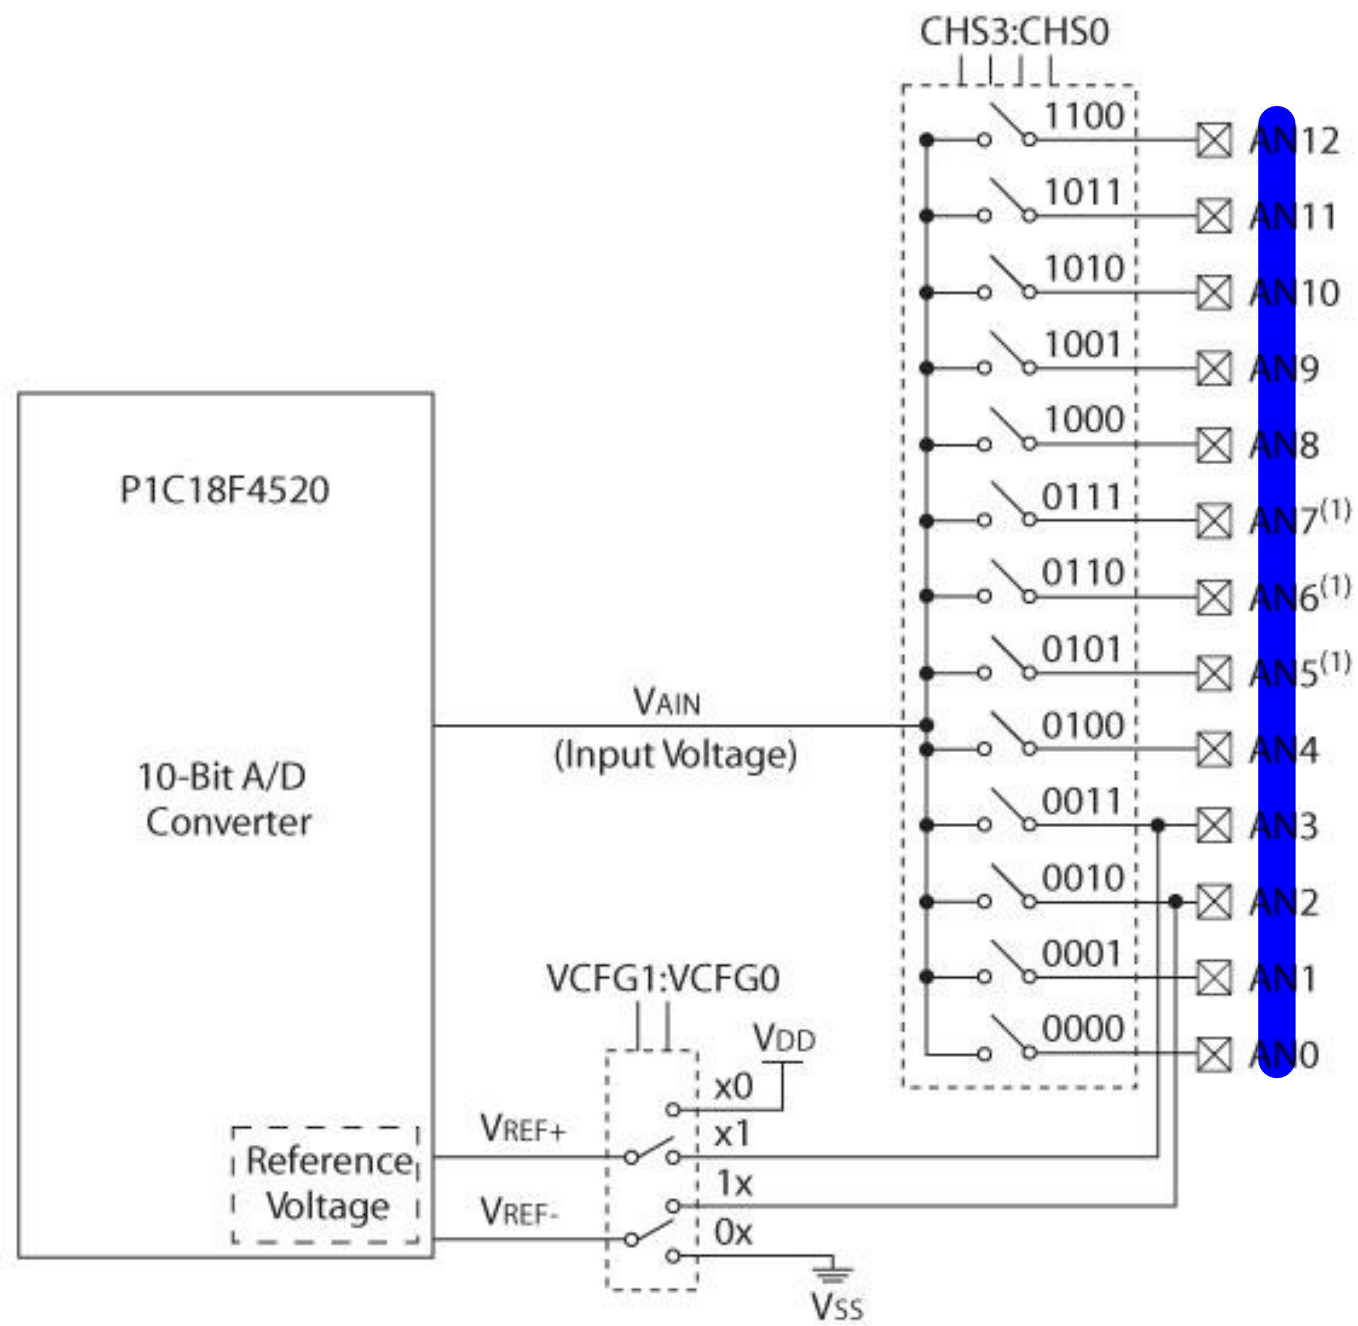 CHS3:CHS0
1100 AN12
1011 AN11
1010 AN10
1001 AN9
1000 AN8
P1C18F4520
0111 AN7(1)
0110 AN6(1)
0101 AN5(1)
VAIN
(Input Voltage)
0100 AN4
10-Bit A/D
Converter
0011 AN3
0010 AN2
0001 AN1
0000 AN0
VCFG1:VCFG0
VDD
x0
VREF+
x1
Reference
Voltage
1x
VREF-
0x
VSS